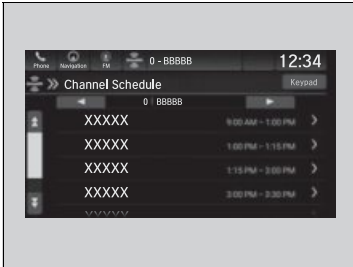 Phone Navigation FM 0 - BBBBB 12:34
Channel Schedule Keypad
0 BBBBB
XXXXX 9:00 AM – 1:00 PM
XXXXX 1:00 PM – 1:15 PM
XXXXX 1:15 PM – 3:00 PM
XXXXX 3:00 PM – 3:30 PM
XXXXX